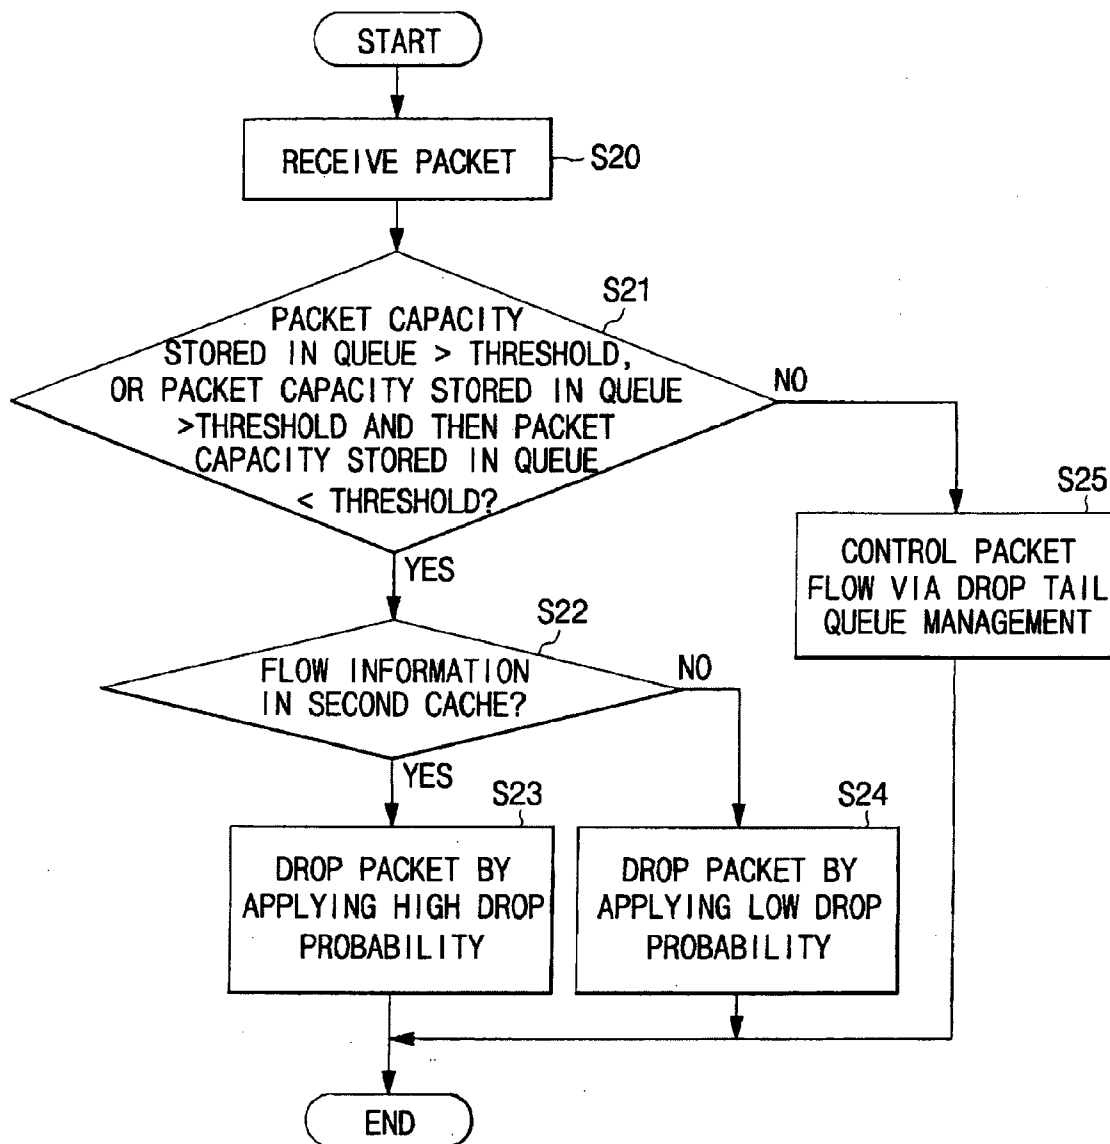 START
RECEIVE PACKET
S20
S21
PACKET CAPACITY
STORED IN QUEUE > THRESHOLD,
OR PACKET CAPACITY STORED IN QUEUE
>THRESHOLD AND THEN PACKET
CAPACITY STORED IN QUEUE
< THRESHOLD?
NO
YES
S25
CONTROL PACKET
FLOW VIA DROP TAIL
QUEUE MANAGEMENT
S22
FLOW INFORMATION
IN SECOND CACHE?
NO
YES
S23
DROP PACKET BY
APPLYING HIGH DROP
PROBABILITY
S24
DROP PACKET BY
APPLYING LOW DROP
PROBABILITY
END